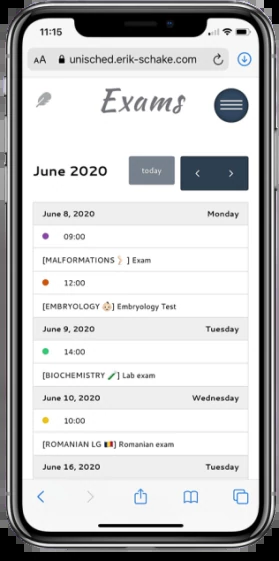 11:15
AA unisched.erik-schake.com
Exams
June 2020 today
June 8, 2020 Monday
09:00
[MALFORMATIONS ] Exam
12:00
[EMBRYOLOGY 👶🏻] Embryology Test
June 9, 2020 Tuesday
14:00
[BIOCHEMISTRY 🧪] Lab exam
June 10, 2020 Wednesday
10:00
[ROMANIAN LG 🇷🇴] Romanian exam
June 16, 2020 Tuesday